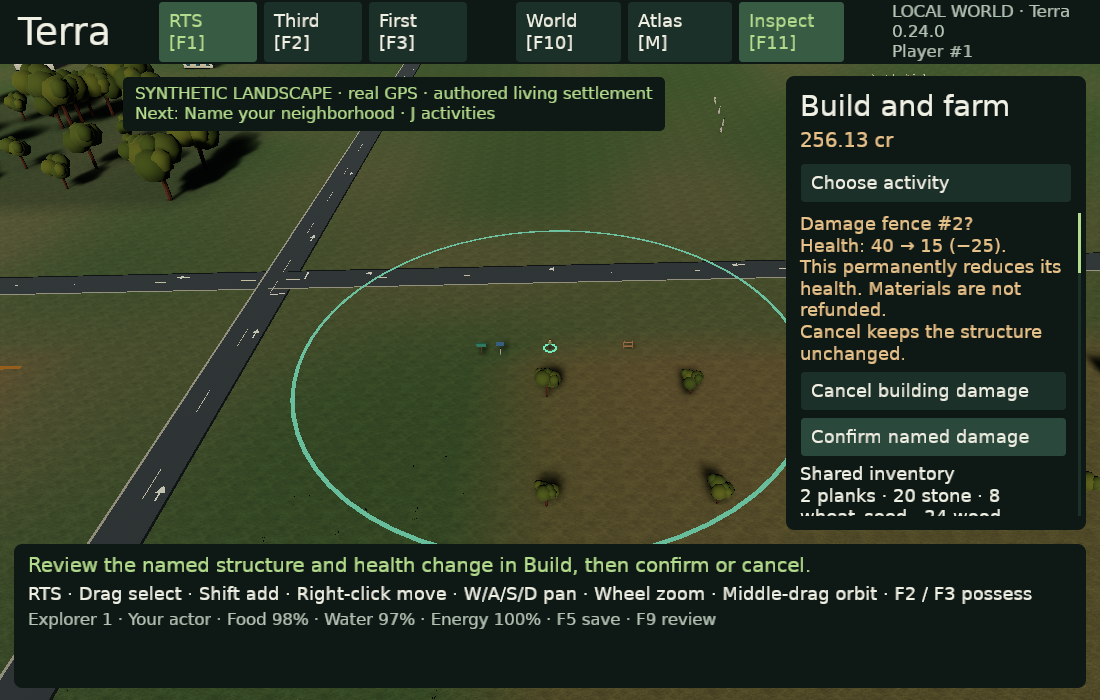 Terra
RTS
[F1]
Third
[F2]
First
[F3]
World
[F10]
Atlas
[M]
Inspect
[F11]
LOCAL WORLD · Terra
0.24.0
Player #1
SYNTHETIC LANDSCAPE · real GPS · authored living settlement
Next: Name your neighborhood · J activities
Build and farm
256.13 cr
Choose activity
Damage fence #2?
Health: 40 → 15 (−25).
This permanently reduces its
health. Materials are not
refunded.
Cancel keeps the structure
unchanged.
Cancel building damage
Confirm named damage
Shared inventory
2 planks · 20 stone · 8
wheat_seed · 24 wood
Review the named structure and health change in Build, then confirm or cancel.
RTS · Drag select · Shift add · Right-click move · W/A/S/D pan · Wheel zoom · Middle-drag orbit · F2 / F3 possess
Explorer 1 · Your actor · Food 98% · Water 97% · Energy 100% · F5 save · F9 review